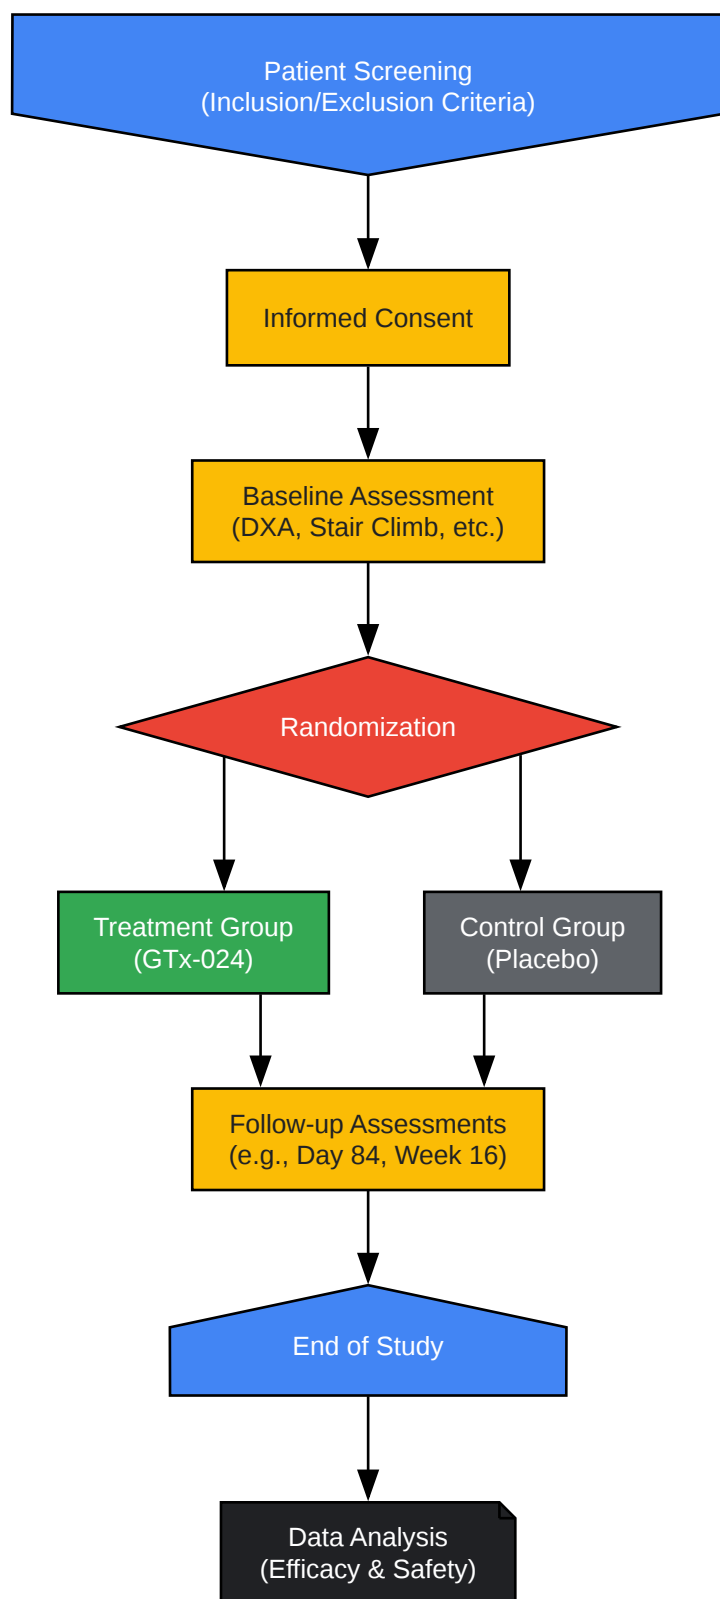 Patient Screening
(Inclusion/Exclusion Criteria)
Informed Consent
Baseline Assessment
(DXA, Stair Climb, etc.)
Randomization
Treatment Group
(GTx-024)
Control Group
(Placebo)
Follow-up Assessments
(e.g., Day 84, Week 16)
End of Study
Data Analysis
(Efficacy & Safety)